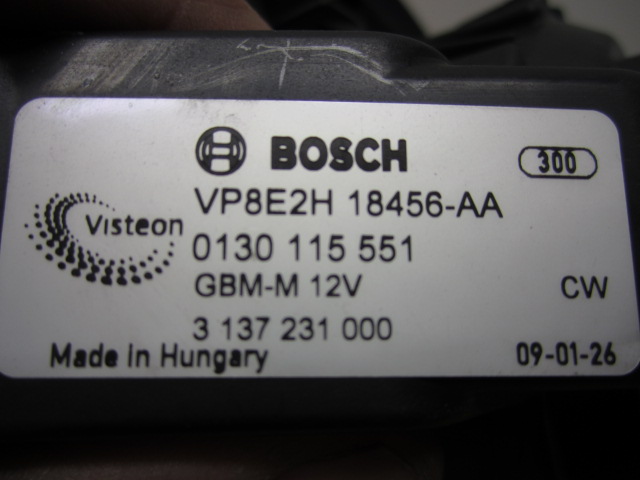 BOSCH 300
VP8E2H 18456-AA
Visteon
0130 115 551
GBM-M 12V CW
3 137 231 000
Made in Hungary 09-01-26